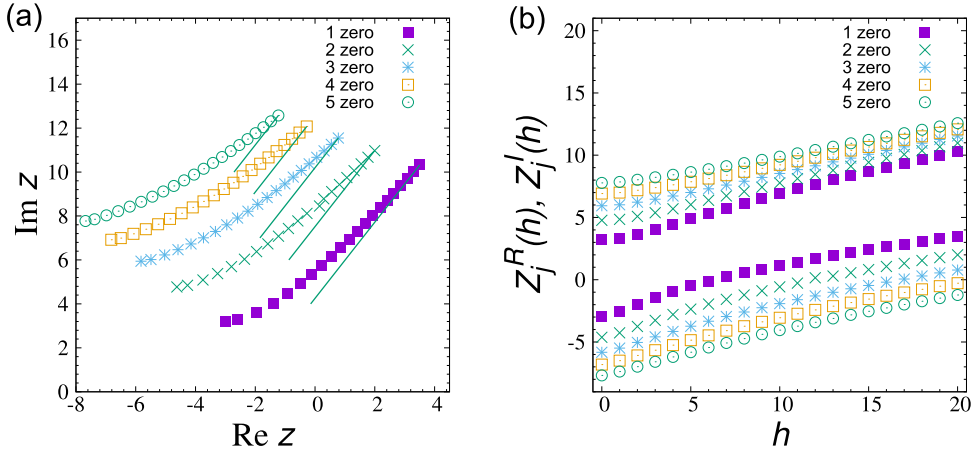 (a)
16
14
12
10
8
6
4
2
0
-8 -6 -4 -2 0 2 4
Im z
Re z
1 zero
2 zero
3 zero
4 zero
5 zero
(b)
20
15
10
5
0
-5
0 5 10 15 20
z_j^R(h), z_j^I(h)
h
1 zero
2 zero
3 zero
4 zero
5 zero